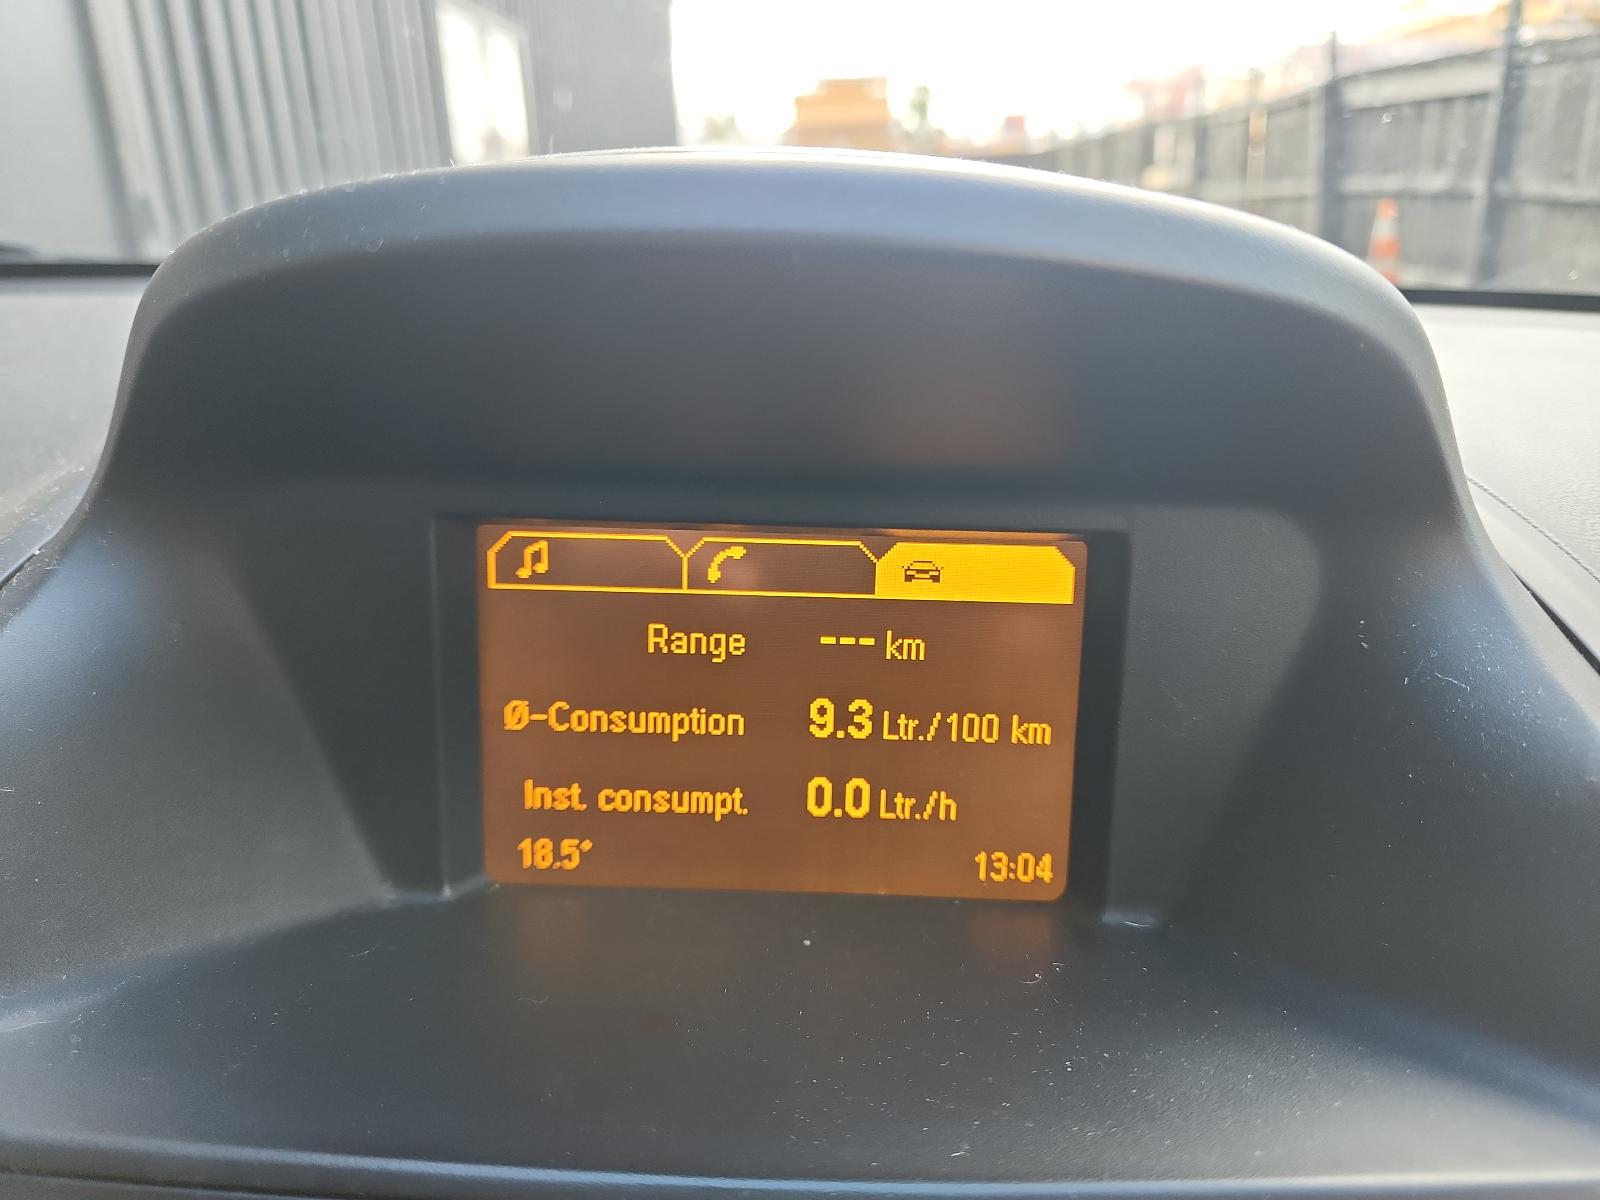 Range --- km
Ø-Consumption 9.3 Ltr./100 km
Inst. consumpt. 0.0 Ltr./h
18.5° 13:04